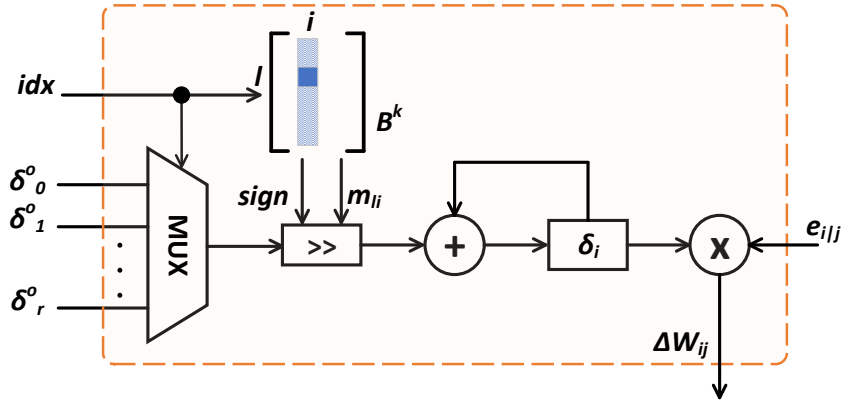 i
l
idx
B^k
δ^o_0
sign
m_li
δ^o_1
MUX
>>
+
δ_i
x
e_i|j
δ^o_r
ΔW_ij